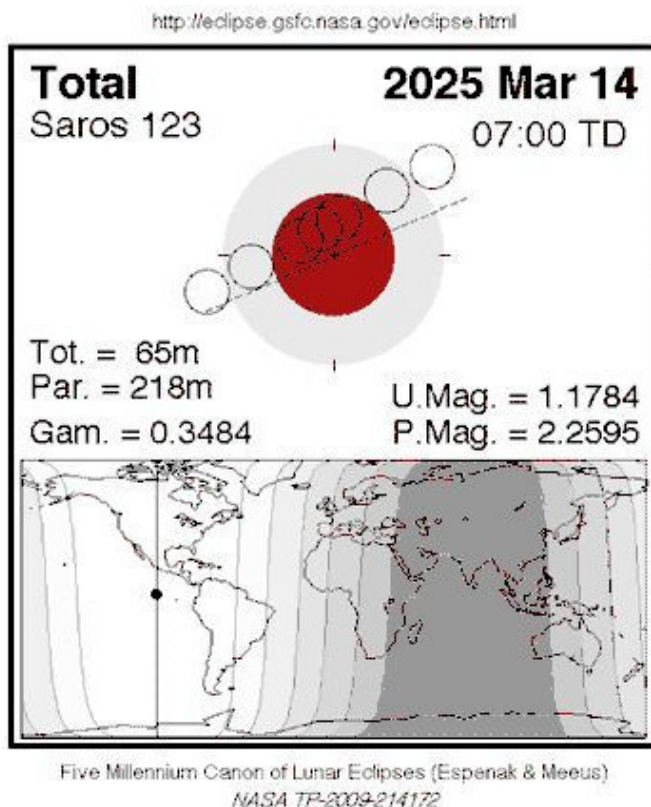 http://eclipse.gsfc.nasa.gov/eclipse.html
Total 2025 Mar 14
Saros 123 07:00 TD
Tot. = 65m
Par. = 218m
Gam. = 0.3484
U.Mag. = 1.1784
P.Mag. = 2.2595
Five Millennium Canon of Lunar Eclipses (Espenak & Meeus)
NASA TP-2009-214172